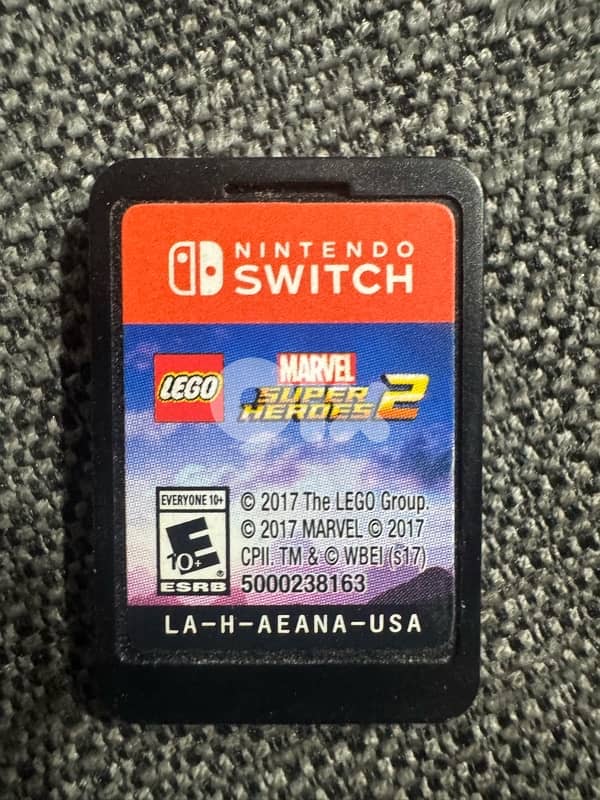 NINTENDO
SWITCH
LEGO
MARVEL
SUPER
HEROES 2
olx
EVERYONE 10+
E
10+
ESRB
© 2017 The LEGO Group.
© 2017 MARVEL © 2017
CPII. TM & © WBEI (s17)
5000238163
LA-H-AEANA-USA